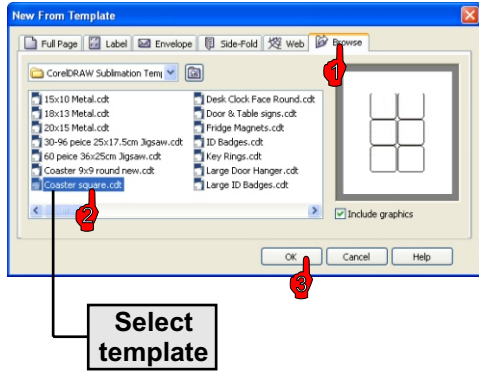 New From Template
Full Page Label Envelope Side-Fold Web Browse
1
CorelDRAW Sublimation Temp
15x10 Metal.cdt
18x13 Metal.cdt
20x15 Metal.cdt
30-96 peice 25x17.5cm Jigsaw.cdt
60 peice 36x25cm Jigsaw.cdt
Coaster 9x9 round new.cdt
Coaster square.cdt
Desk Clock Face Round.cdt
Door & Table signs.cdt
Fridge Magnets.cdt
ID Badges.cdt
Key Rings.cdt
Large Door Hanger.cdt
Large ID Badges.cdt
2
Include graphics
OK Cancel Help
3
Select
template